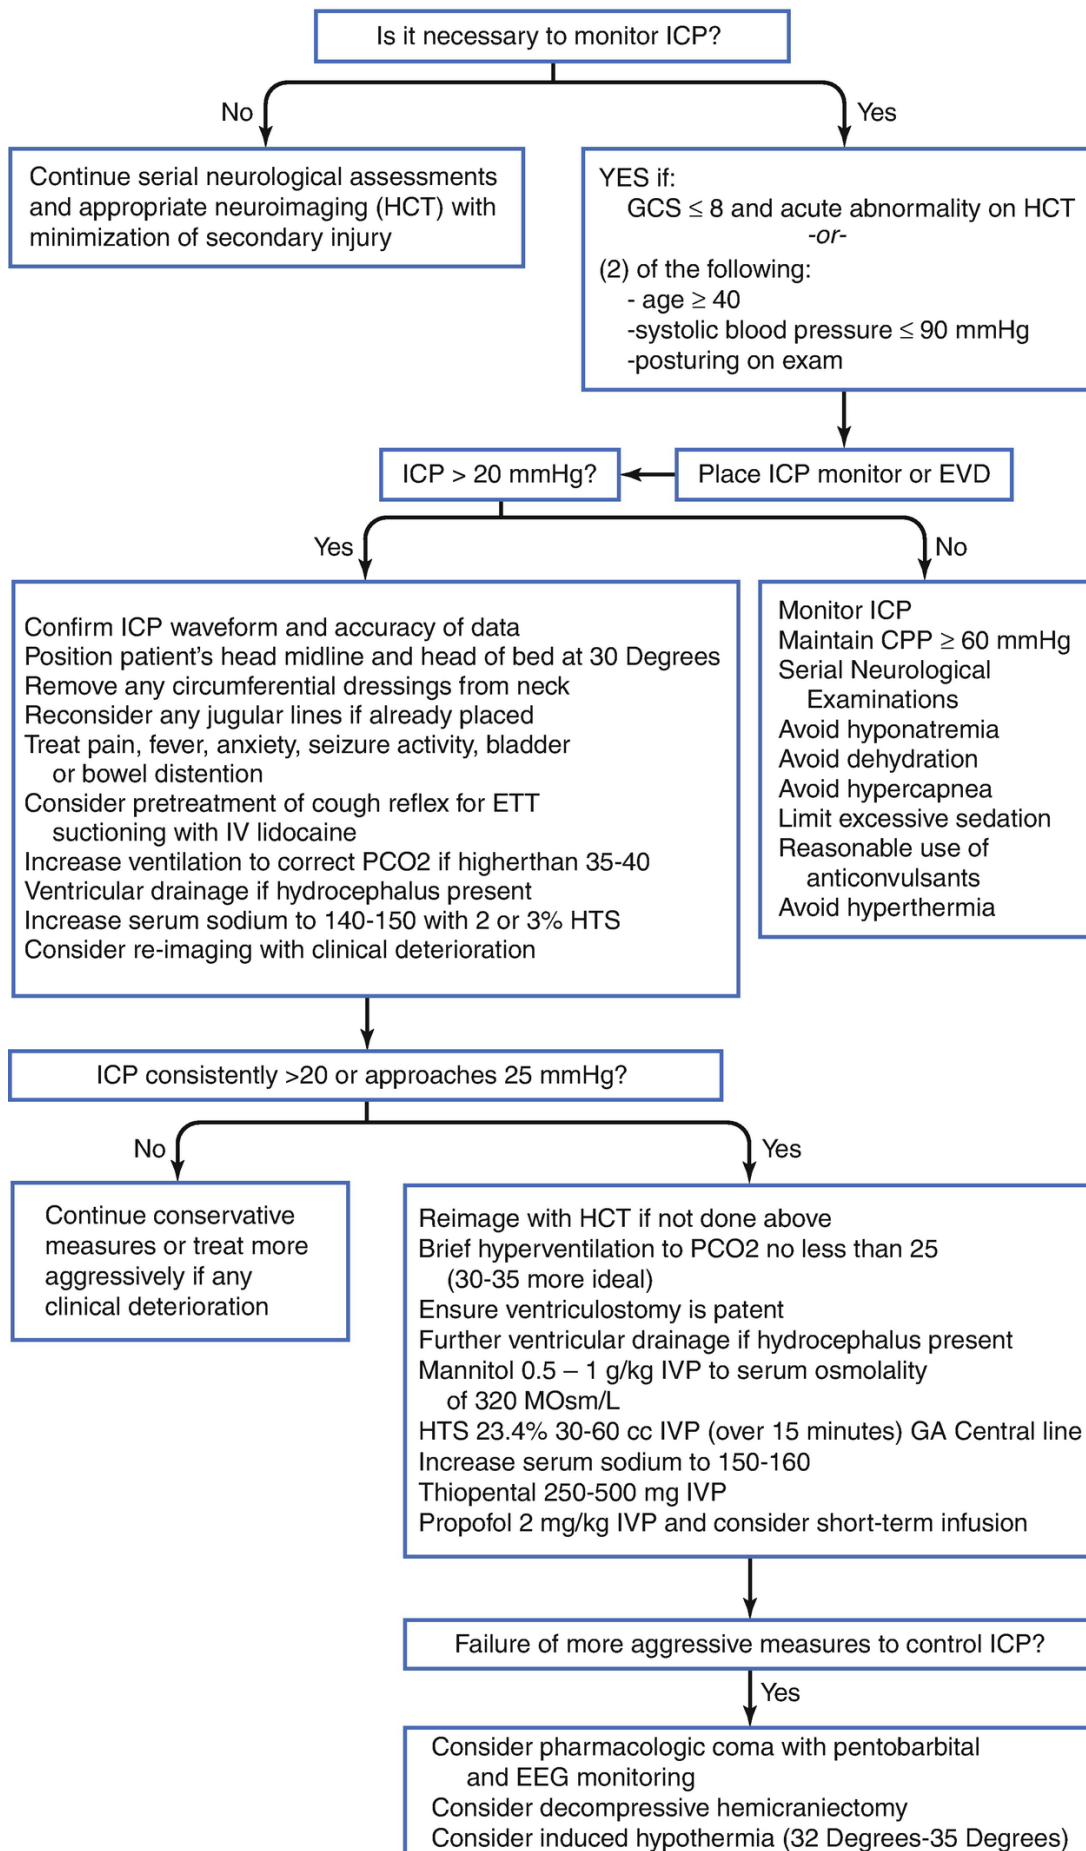 Is it necessary to monitor ICP?
No
Yes
Continue serial neurological assessments
and appropriate neuroimaging (HCT) with
minimization of secondary injury
YES if:
GCS ≤ 8 and acute abnormality on HCT
-or-
(2) of the following:
- age ≥ 40
-systolic blood pressure ≤ 90 mmHg
-posturing on exam
ICP > 20 mmHg?
Place ICP monitor or EVD
Yes
No
Confirm ICP waveform and accuracy of data
Position patient's head midline and head of bed at 30 Degrees
Remove any circumferential dressings from neck
Reconsider any jugular lines if already placed
Treat pain, fever, anxiety, seizure activity, bladder
or bowel distention
Consider pretreatment of cough reflex for ETT
suctioning with IV lidocaine
Increase ventilation to correct PCO2 if higherthan 35-40
Ventricular drainage if hydrocephalus present
Increase serum sodium to 140-150 with 2 or 3% HTS
Consider re-imaging with clinical deterioration
Monitor ICP
Maintain CPP ≥ 60 mmHg
Serial Neurological
Examinations
Avoid hyponatremia
Avoid dehydration
Avoid hypercapnea
Limit excessive sedation
Reasonable use of
anticonvulsants
Avoid hyperthermia
ICP consistently >20 or approaches 25 mmHg?
No
Yes
Continue conservative
measures or treat more
aggressively if any
clinical deterioration
Reimage with HCT if not done above
Brief hyperventilation to PCO2 no less than 25
(30-35 more ideal)
Ensure ventriculostomy is patent
Further ventricular drainage if hydrocephalus present
Mannitol 0.5 – 1 g/kg IVP to serum osmolality
of 320 MOsm/L
HTS 23.4% 30-60 cc IVP (over 15 minutes) GA Central line
Increase serum sodium to 150-160
Thiopental 250-500 mg IVP
Propofol 2 mg/kg IVP and consider short-term infusion
Failure of more aggressive measures to control ICP?
Yes
Consider pharmacologic coma with pentobarbital
and EEG monitoring
Consider decompressive hemicraniectomy
Consider induced hypothermia (32 Degrees-35 Degrees)